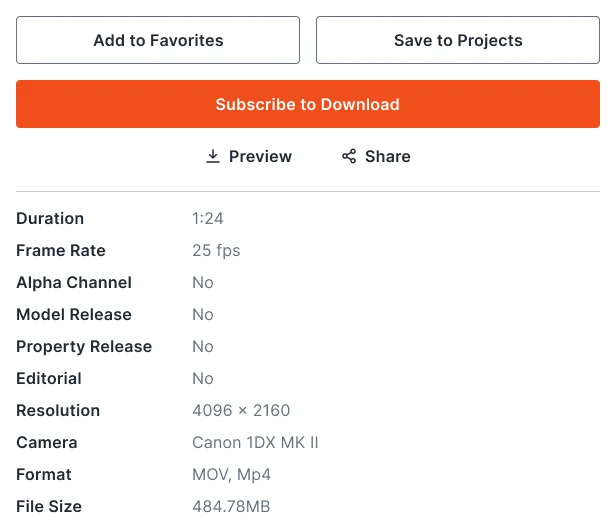 Add to Favorites Save to Projects
Subscribe to Download
Preview Share
Duration 1:24
Frame Rate 25 fps
Alpha Channel No
Model Release No
Property Release No
Editorial No
Resolution 4096 × 2160
Camera Canon 1DX MK II
Format MOV, Mp4
File Size 484.78MB